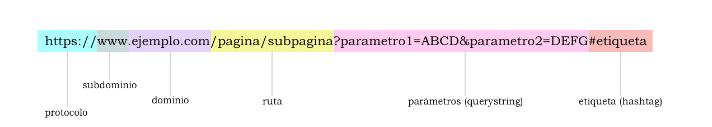 https://www.ejemplo.com/pagina/subpagina?parametro1=ABCD&parametro2=DEFG#etiqueta
subdominio
dominio
ruta
parámetros (querystring)
etiqueta (hashtag)
protocolo